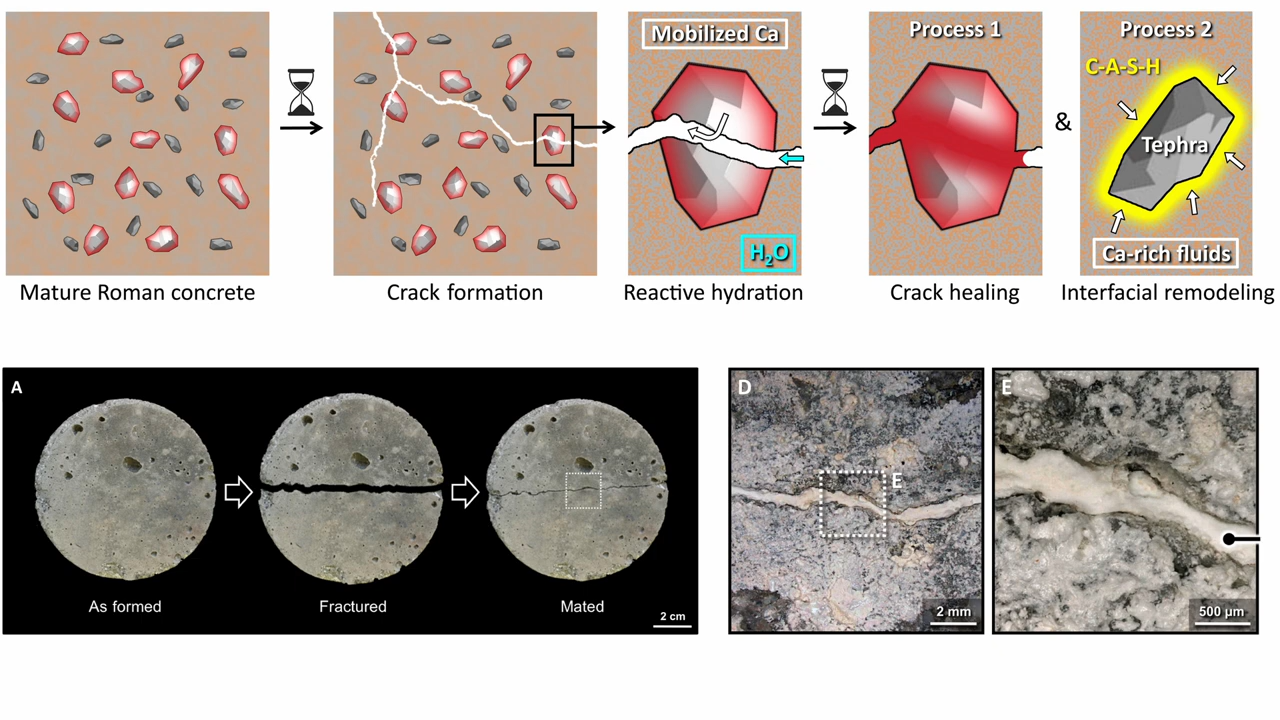 Mobilized Ca
H₂O
Process 1
&
Process 2
C-A-S-H
Tephra
Ca-rich fluids
Mature Roman concrete
Crack formation
Reactive hydration
Crack healing
Interfacial remodeling
A
As formed
Fractured
Mated
2 cm
D
E
2 mm
E
500 µm